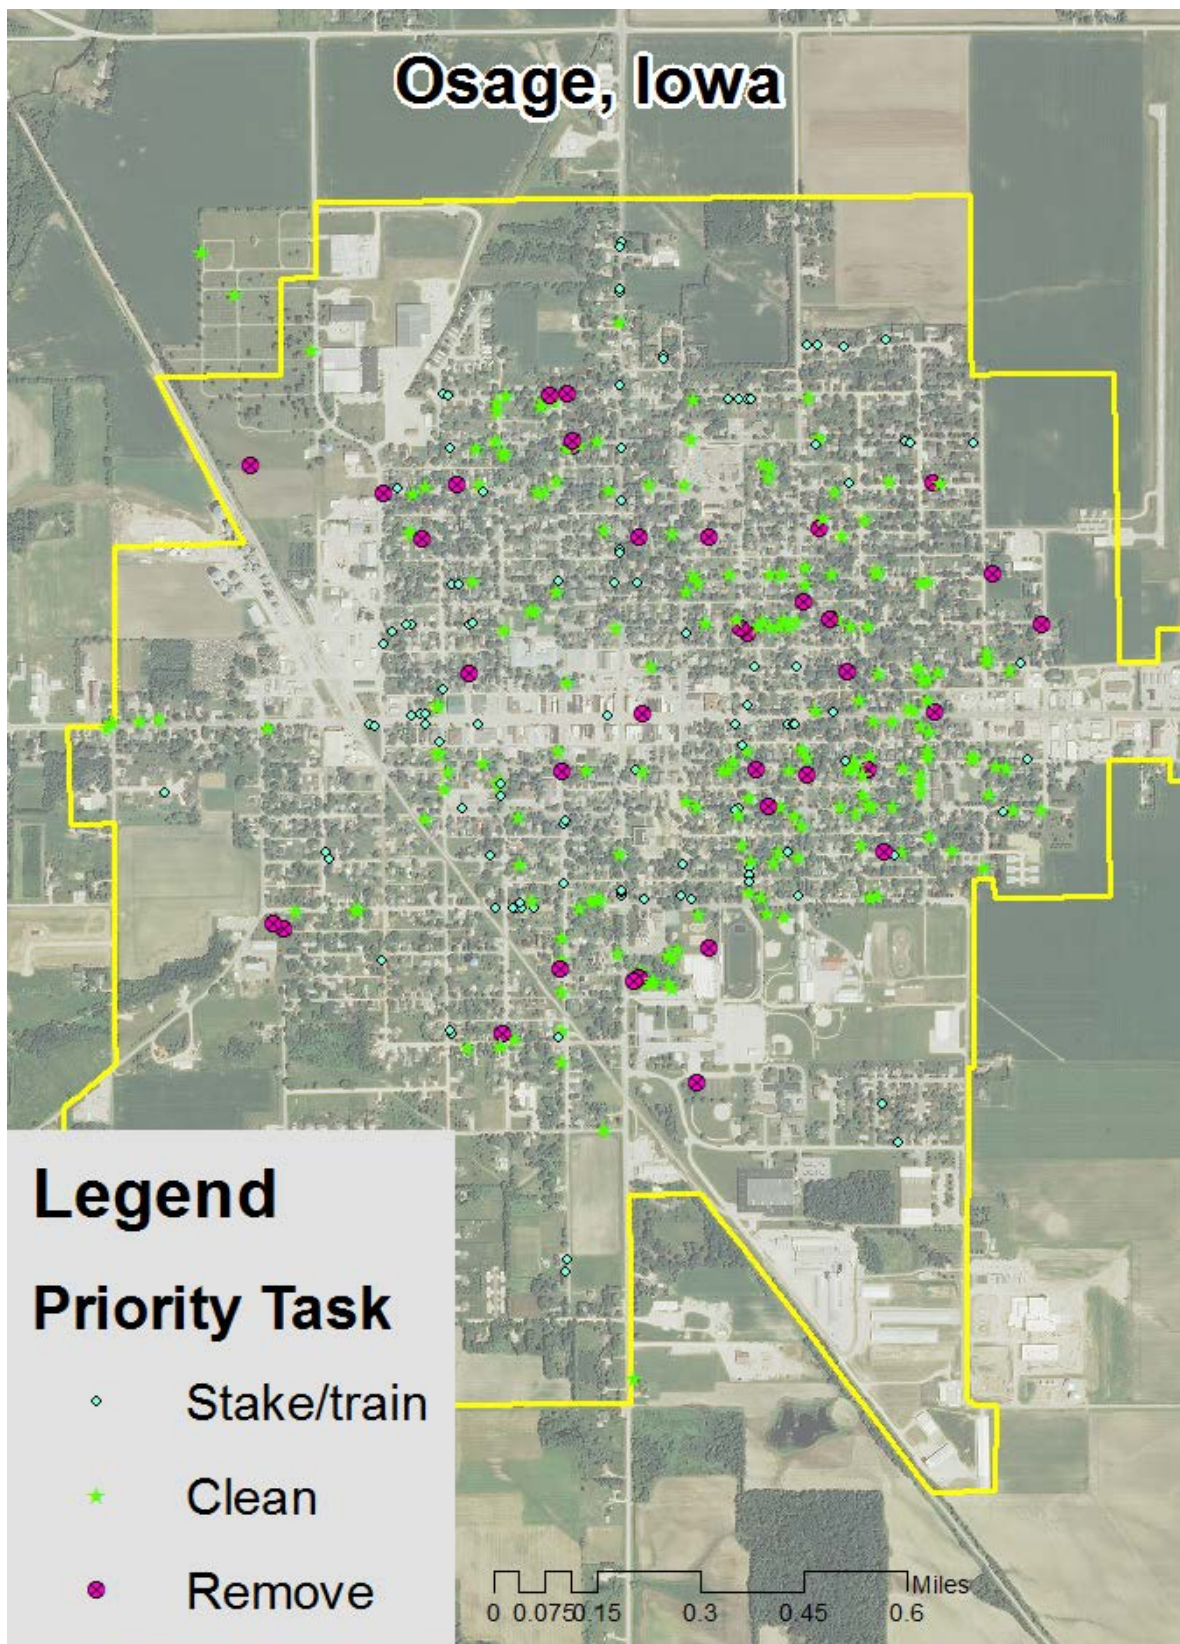 Osage, Iowa
Legend
Priority Task
Stake/train
Clean
Remove
Miles
0 0.0750.15 0.3 0.45 0.6